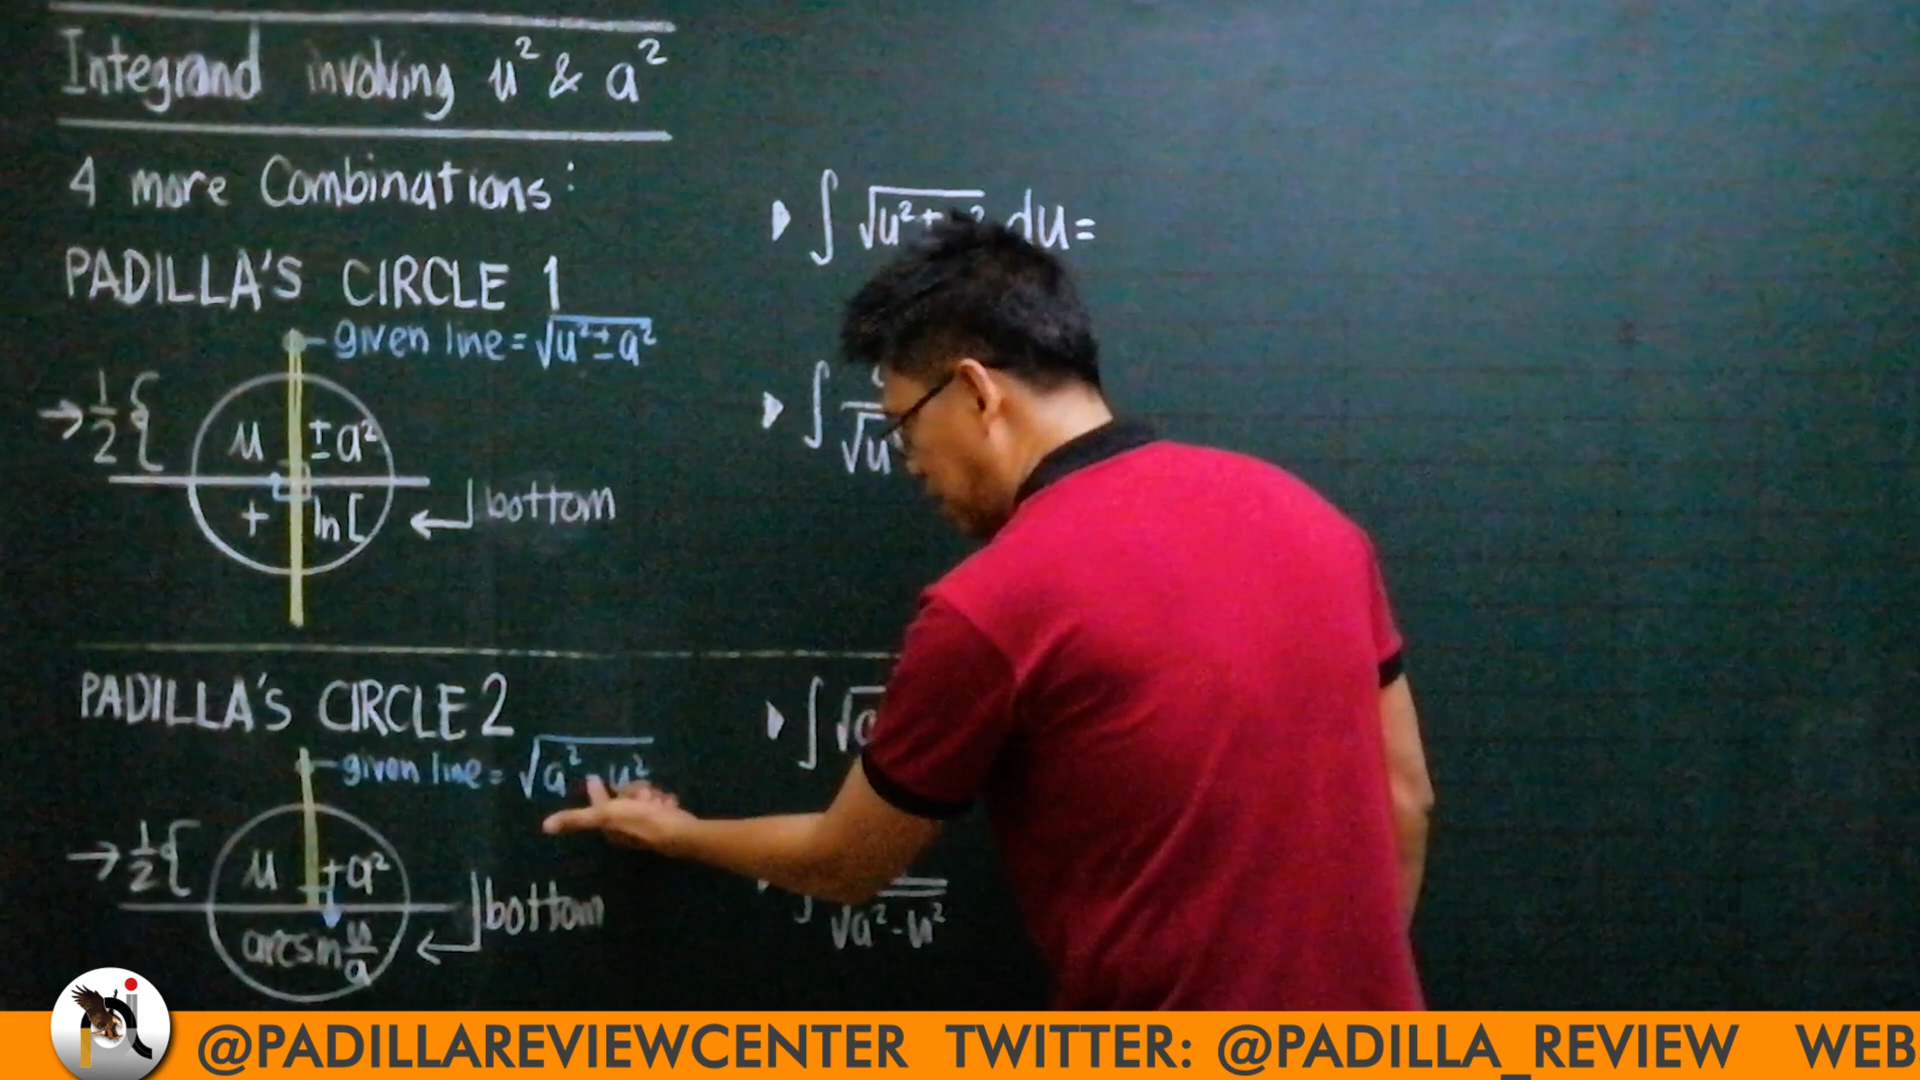 Integrand involving u² & a²
4 more Combinations:
PADILLA'S CIRCLE 1
given line = √u²±a²
→ 1/2 {
u ±a²
+ ln[
bottom
PADILLA'S CIRCLE 2
given line = √a²-u²
→ 1/2 {
u +a²
arcsin u/a
bottom
▶ ∫ √u²± ² du =
▶ ∫ √u
▶ ∫ √a
∫ √a²-u²
@PADILLAREVIEWCENTER TWITTER: @PADILLA_REVIEW WEB